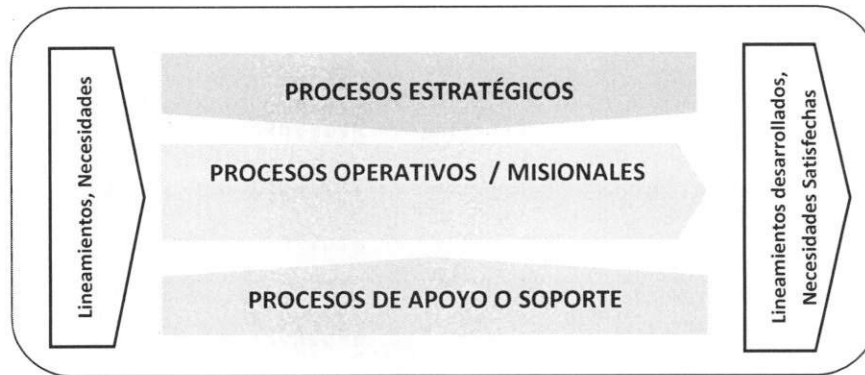 Lineamientos, Necesidades
PROCESOS ESTRATÉGICOS
PROCESOS OPERATIVOS / MISIONALES
PROCESOS DE APOYO O SOPORTE
Lineamientos desarrollados,
Necesidades Satisfechas